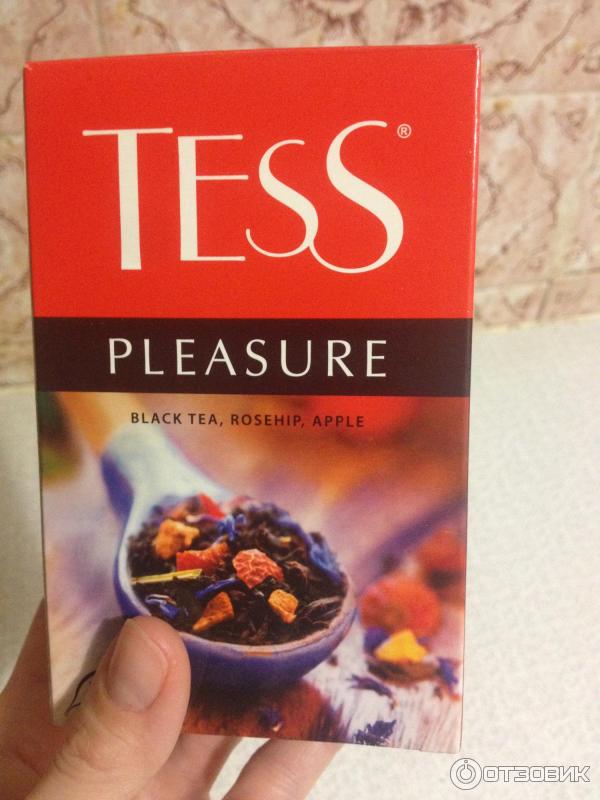 TESS®
PLEASURE
BLACK TEA, ROSEHIP, APPLE
ОТЗОВИК